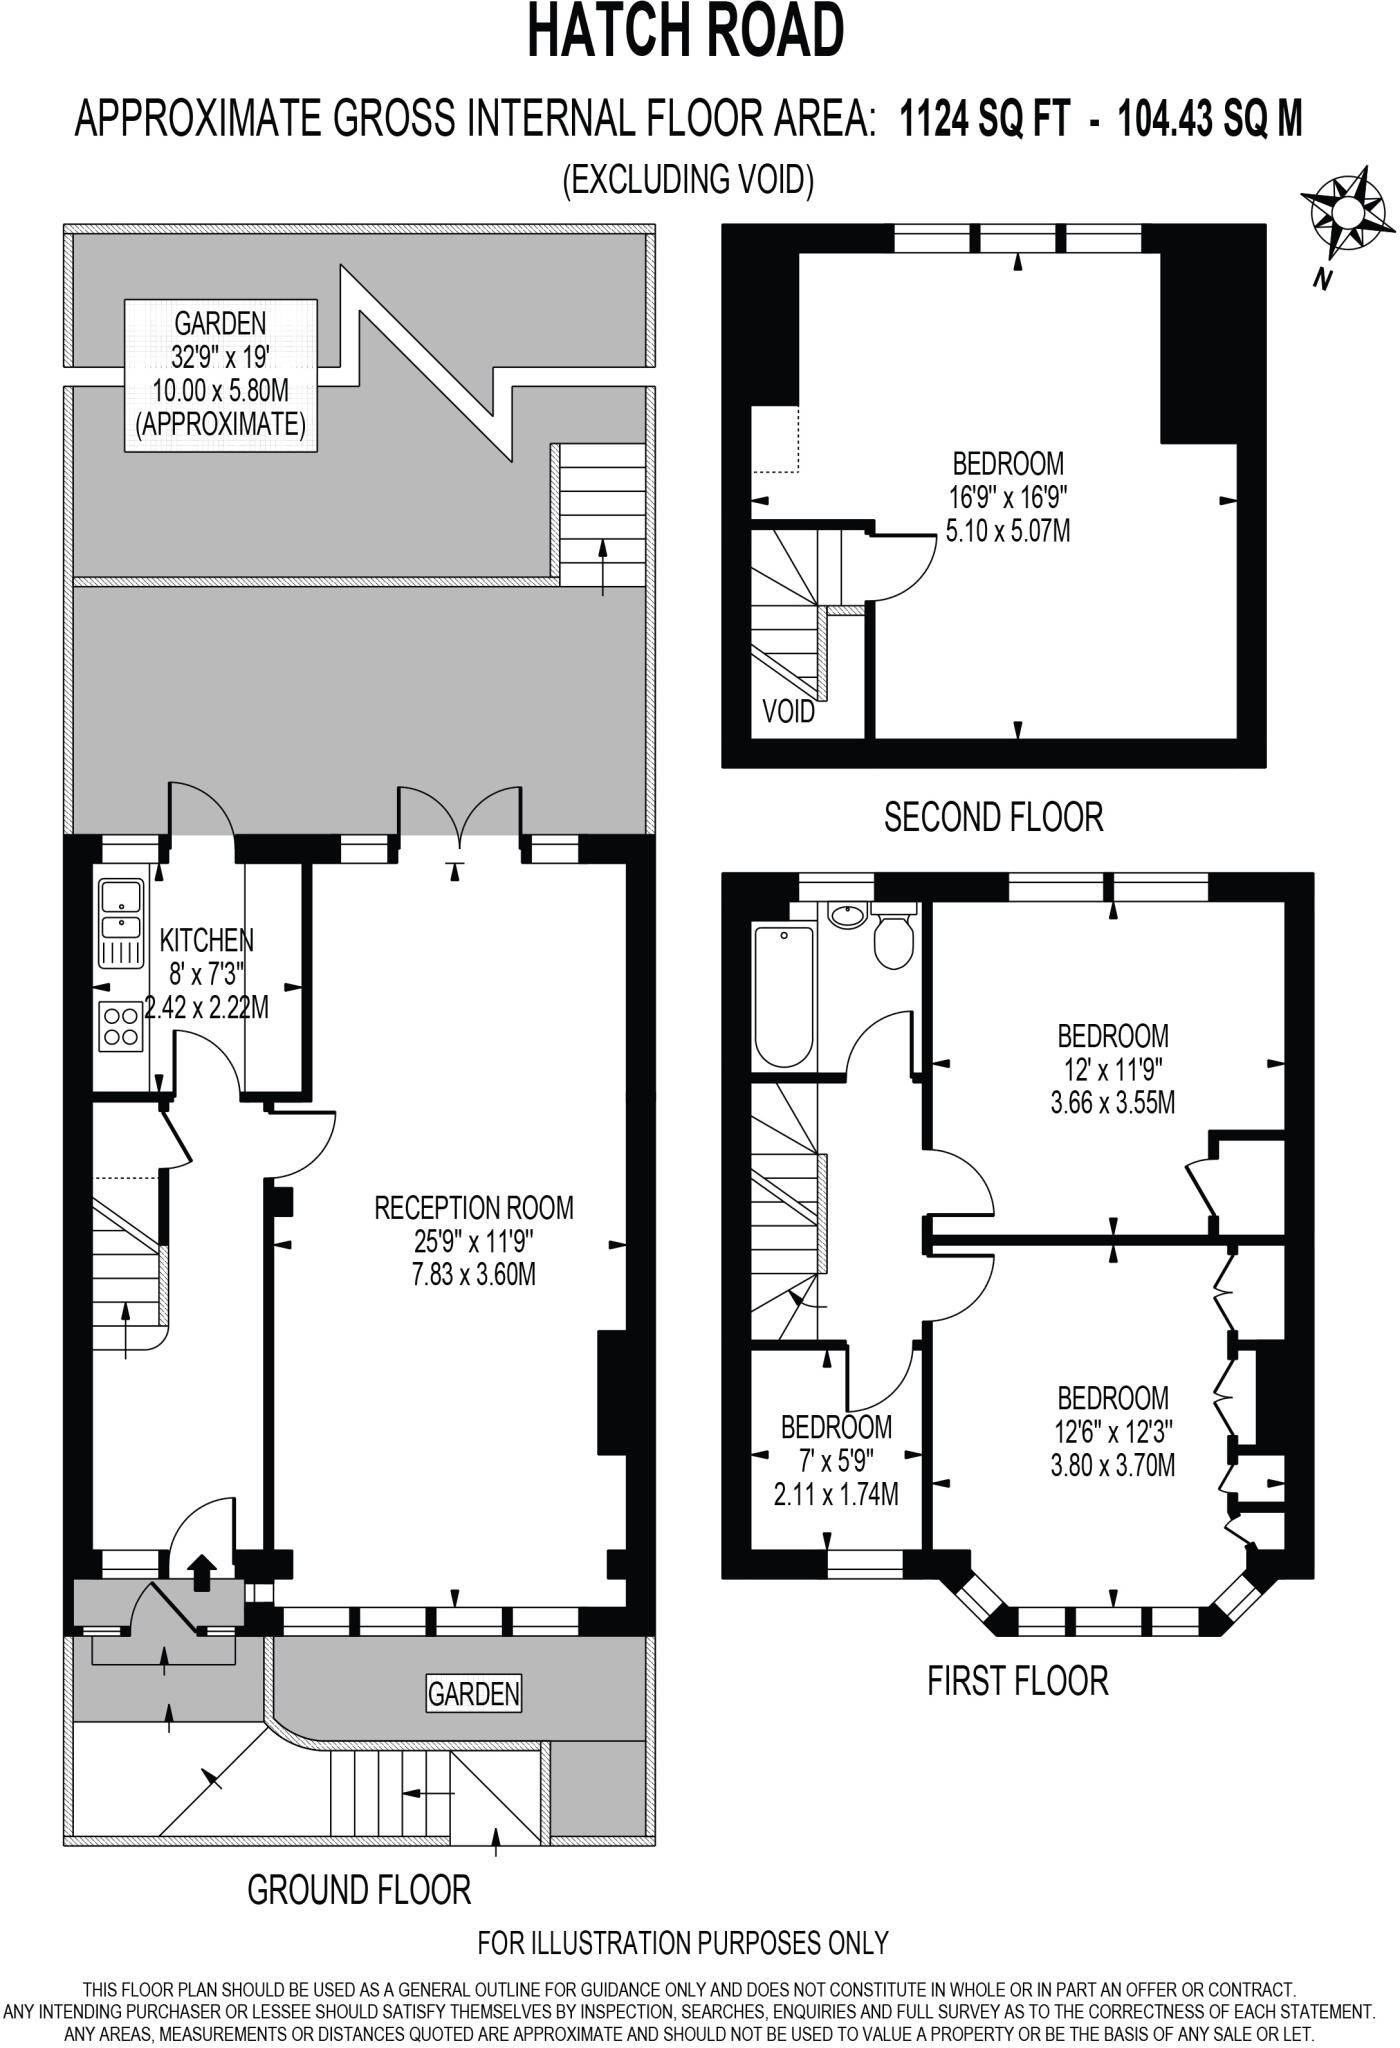 HATCH ROAD
APPROXIMATE GROSS INTERNAL FLOOR AREA: 1124 SQ FT - 104.43 SQ M
(EXCLUDING VOID)
N
GARDEN
32'9" x 19'
10.00 x 5.80M
(APPROXIMATE)
BEDROOM
16'9" x 16'9"
5.10 x 5.07M
VOID
SECOND FLOOR
KITCHEN
8' x 7'3"
2.42 x 2.22M
RECEPTION ROOM
25'9" x 11'9"
7.83 x 3.60M
BEDROOM
12' x 11'9"
3.66 x 3.55M
BEDROOM
12'6" x 12'3"
3.80 x 3.70M
BEDROOM
7' x 5'9"
2.11 x 1.74M
FIRST FLOOR
GARDEN
GROUND FLOOR
FOR ILLUSTRATION PURPOSES ONLY
THIS FLOOR PLAN SHOULD BE USED AS A GENERAL OUTLINE FOR GUIDANCE ONLY AND DOES NOT CONSTITUTE IN WHOLE OR IN PART AN OFFER OR CONTRACT.
ANY INTENDING PURCHASER OR LESSEE SHOULD SATISFY THEMSELVES BY INSPECTION, SEARCHES, ENQUIRIES AND FULL SURVEY AS TO THE CORRECTNESS OF EACH STATEMENT.
ANY AREAS, MEASUREMENTS OR DISTANCES QUOTED ARE APPROXIMATE AND SHOULD NOT BE USED TO VALUE A PROPERTY OR BE THE BASIS OF ANY SALE OR LET.